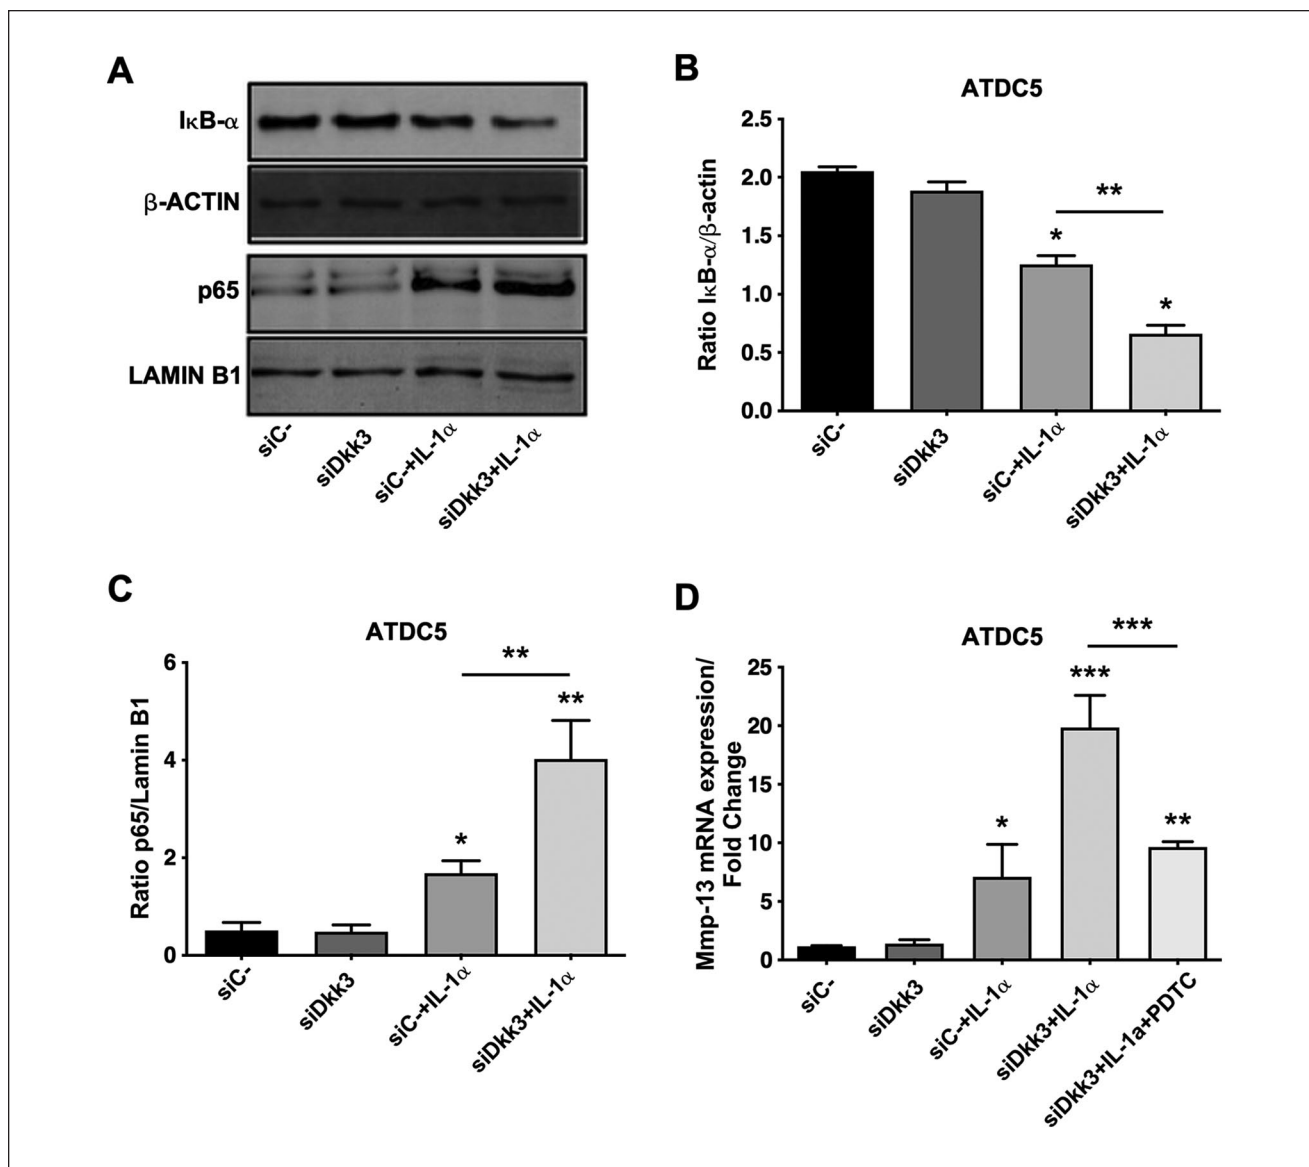 A
IκB-α
β-ACTIN
p65
LAMIN B1
siC-
siDkk3
siC-+IL-1α
siDkk3+IL-1α
B
ATDC5
Ratio IκB-α/β-actin
2.5
2.0
1.5
1.0
0.5
0.0
**
*
*
siC-
siDkk3
siC-+IL-1α
siDkk3+IL-1α
C
ATDC5
Ratio p65/Lamin B1
6
4
2
0
**
**
*
siC-
siDkk3
siC-+IL-1α
siDkk3+IL-1α
D
ATDC5
Mmp-13 mRNA expression/
Fold Change
25
20
15
10
5
0
***
***
*
**
siC-
siDkk3
siC-+IL-1α
siDkk3+IL-1α
siDkk3+IL-1a+PDTC